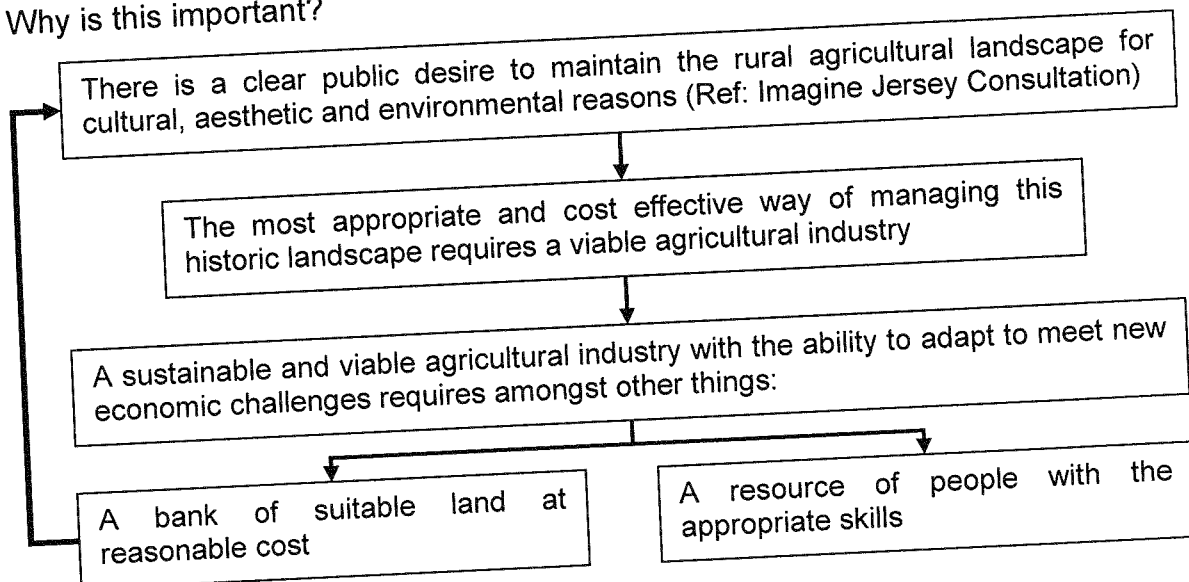 Why is this important?
There is a clear public desire to maintain the rural agricultural landscape for
cultural, aesthetic and environmental reasons (Ref: Imagine Jersey Consultation)
The most appropriate and cost effective way of managing this
historic landscape requires a viable agricultural industry
A sustainable and viable agricultural industry with the ability to adapt to meet new
economic challenges requires amongst other things:
A bank of suitable land at
reasonable cost
A resource of people with the
appropriate skills